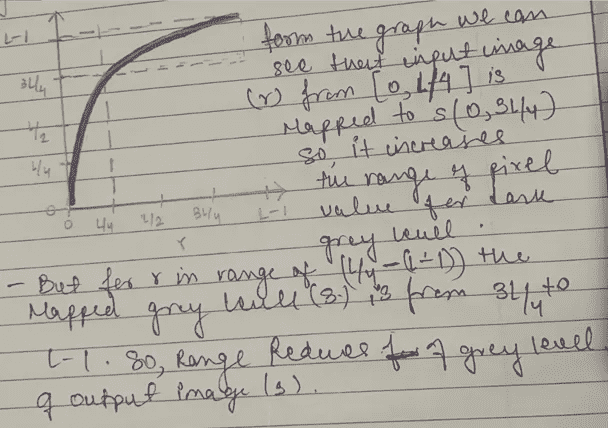 L-1
3L/4
L/2
L/4
0
0 L/4 L/2 3L/4 L-1
r
form the graph we can
see that input image
(r) from [0, L/4] is
Mapped to s(0, 3L/4)
so, it increases
the range of pixel
value for dark
grey level.
- But for r in range of (L/4 - (L-1)) the
Mapped grey level (s.) is from 3L/4 to
L-1. So, Range Reduces of grey level
of output image (s).